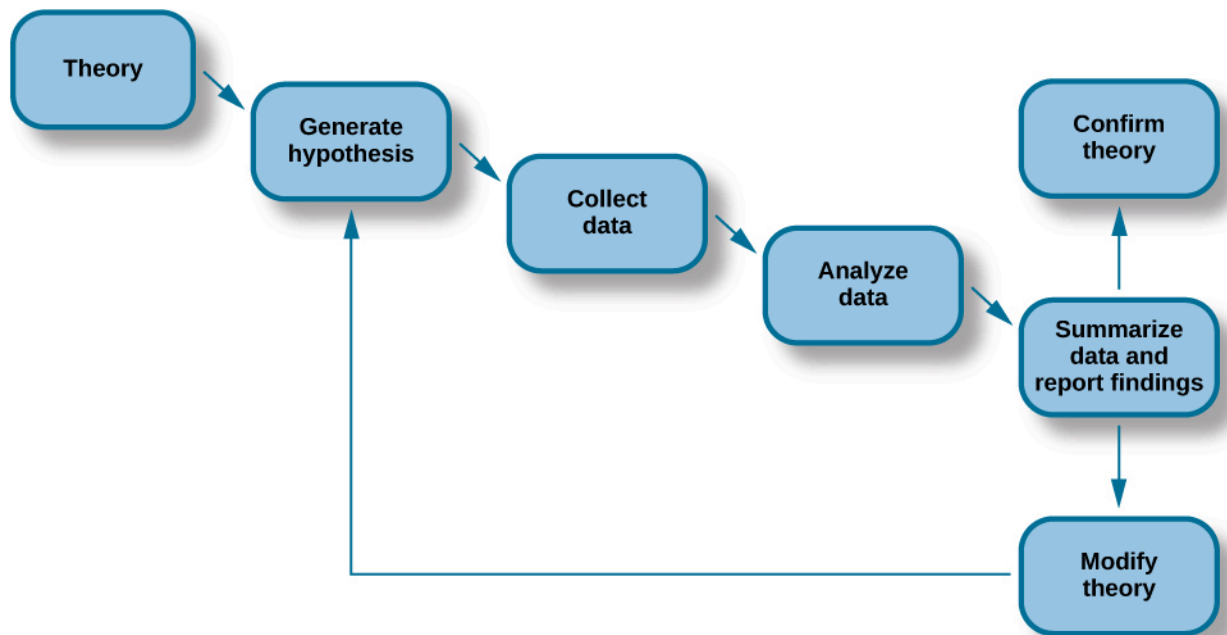 Theory
Generate
hypothesis
Collect
data
Analyze
data
Summarize
data and
report findings
Confirm
theory
Modify
theory